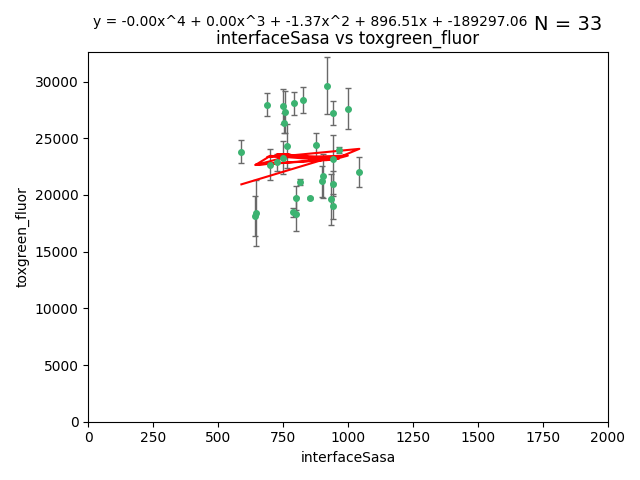 y = -0.00x^4 + 0.00x^3 + -1.37x^2 + 896.51x + -189297.06 N = 33
interfaceSasa vs toxgreen_fluor
30000
25000
20000
15000
10000
5000
0
toxgreen_fluor
0 250 500 750 1000 1250 1500 1750 2000
interfaceSasa